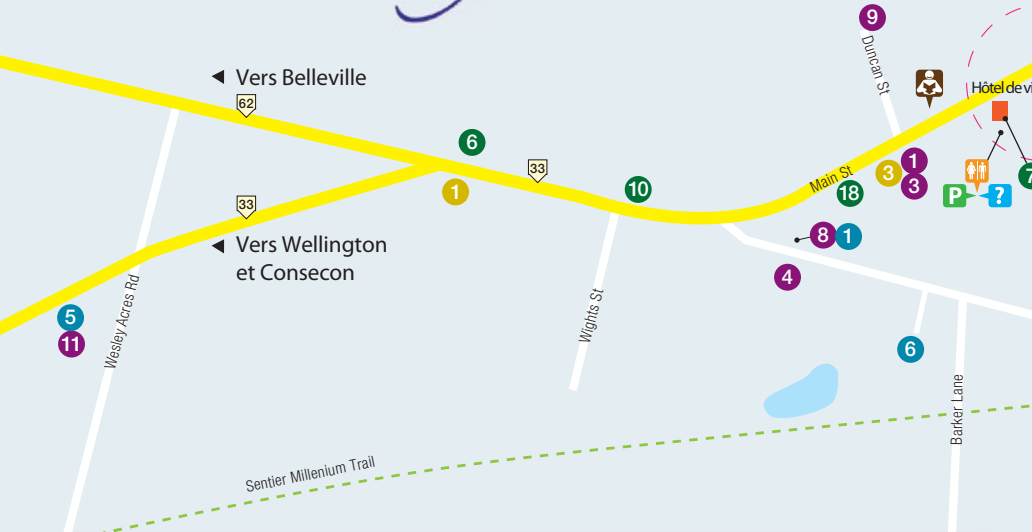 9
Duncan St
Vers Belleville
62
Hôtel de vi
6
33
1
3
1
3
7
P
?
Main St
18
10
1
33
Vers Wellington
et Consecon
8
1
4
5
11
Wesley Acres Rd
Wights St
6
Barker Lane
Sentier Millenium Trail